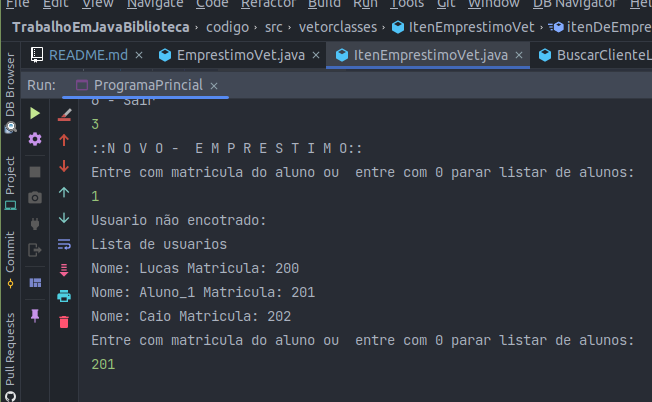 File Edit View Navigate Code Refactor Build Run Tools Git Window DB Navigator
TrabalhoEmJavaBiblioteca › codigo › src › vetorclasses › ItenEmprestimoVet › itenDeEmpre
README.md × EmprestimoVet.java × ItenEmprestimoVet.java × BuscarClienteL
Run: ProgramaPrincial ×
6 - Sair
3
::N O V O -  E M P R E S T I M O::
Entre com matricula do aluno ou  entre com 0 parar listar de alunos:
1
Usuario não encotrado:
Lista de usuarios
Nome: Lucas Matricula: 200
Nome: Aluno_1 Matricula: 201
Nome: Caio Matricula: 202
Entre com matricula do aluno ou  entre com 0 parar listar de alunos:
201
DB Browser
Project
Commit
Pull Requests